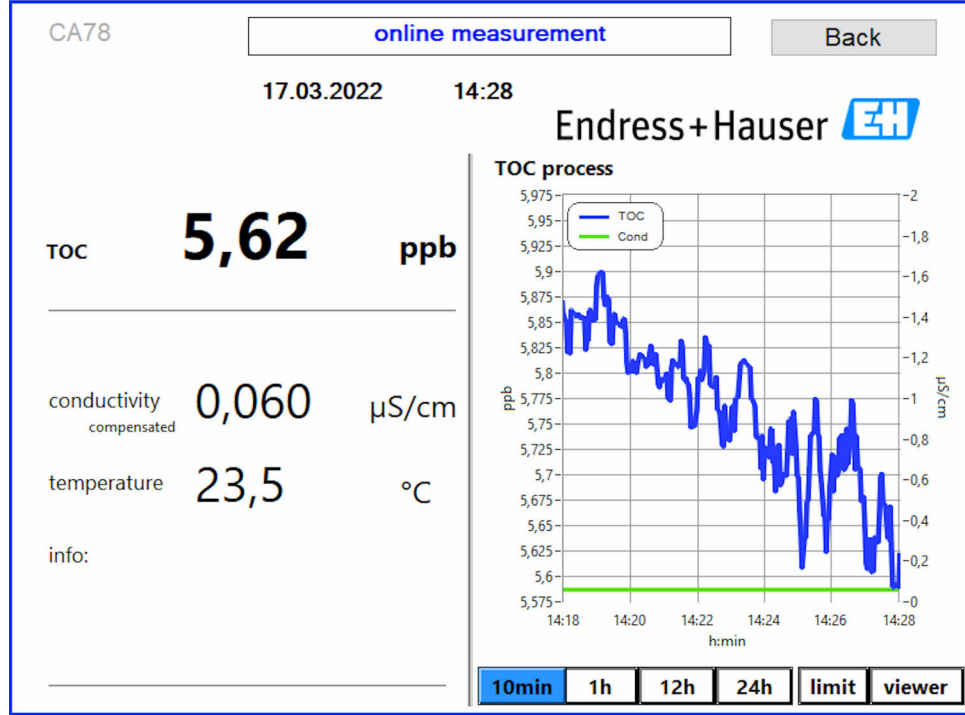 CA78
online measurement
Back
17.03.2022 14:28
Endress+Hauser EH
TOC 5,62 ppb
conductivity compensated 0,060 µS/cm
temperature 23,5 °C
info:
TOC process
TOC
Cond
5,975
5,95
5,925
5,9
5,875
5,85
5,825
5,8
5,775
5,75
5,725
5,7
5,675
5,65
5,625
5,6
5,575
ppb
2
1,8
1,6
1,4
1,2
1
0,8
0,6
0,4
0,2
0
µS/cm
14:18 14:20 14:22 14:24 14:26 14:28
h:min
10min 1h 12h 24h limit viewer